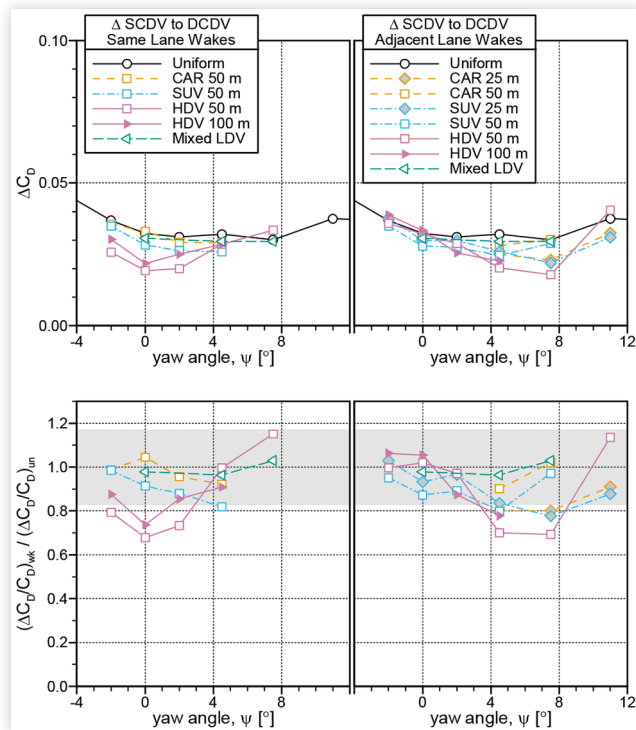 Δ SCDV to DCDV
Same Lane Wakes
Uniform
CAR 50 m
SUV 50 m
HDV 50 m
HDV 100 m
Mixed LDV
Δ SCDV to DCDV
Adjacent Lane Wakes
Uniform
CAR 25 m
CAR 50 m
SUV 25 m
SUV 50 m
HDV 50 m
HDV 100 m
Mixed LDV
0.10
0.05
0.00
ΔC_D
-4 0 4 8
0 4 8 12
yaw angle, ψ [°]
yaw angle, ψ [°]
1.2
1.0
0.8
0.6
0.4
0.2
0.0
(ΔC_D/C_D)_wk / (ΔC_D/C_D)_un
-4 0 4 8
0 4 8 12
yaw angle, ψ [°]
yaw angle, ψ [°]